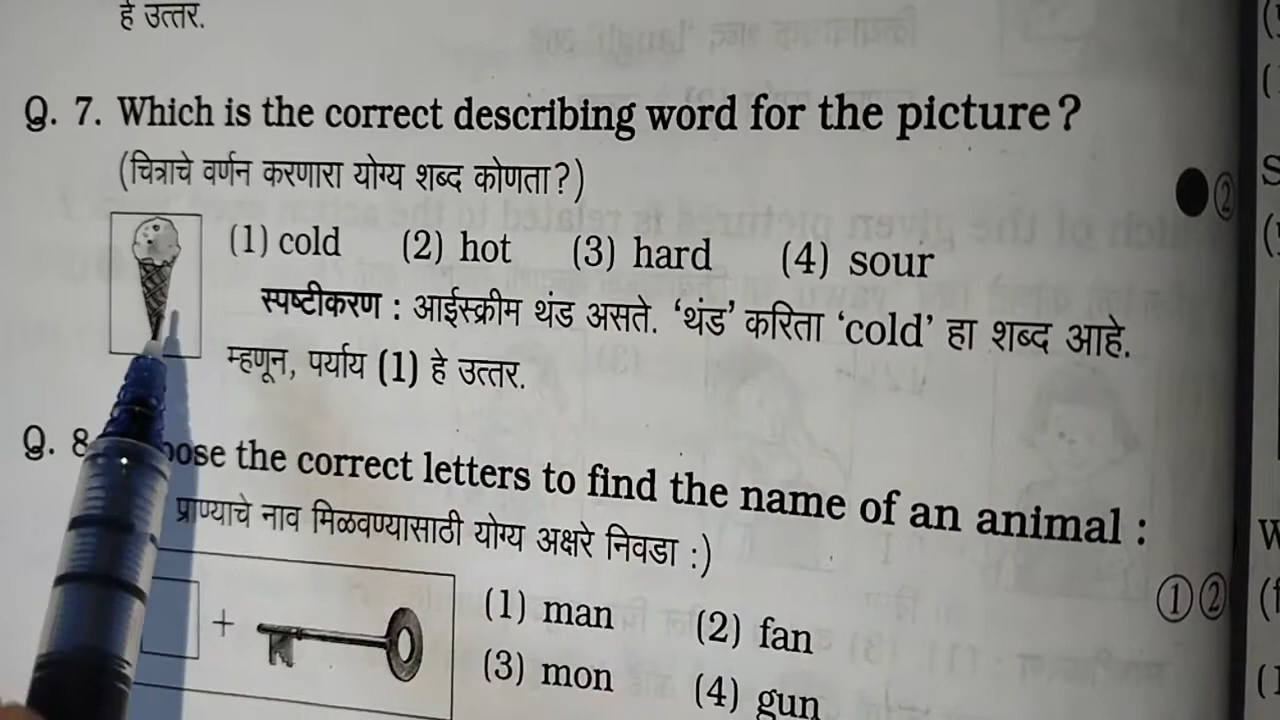 हे उत्तर.
Q. 7. Which is the correct describing word for the picture?
(चित्राचे वर्णन करणारा योग्य शब्द कोणता?)
②
(1) cold (2) hot (3) hard (4) sour
स्पष्टीकरण : आईस्क्रीम थंड असते. ‘थंड’ करिता ‘cold’ हा शब्द आहे.
म्हणून, पर्याय (1) हे उत्तर.
Q. 8 the correct letters to find the name of an animal :
प्राण्याचे नाव मिळवण्यासाठी योग्य अक्षरे निवडा :)
① ②
+
(1) man (2) fan
(3) mon (4) gun